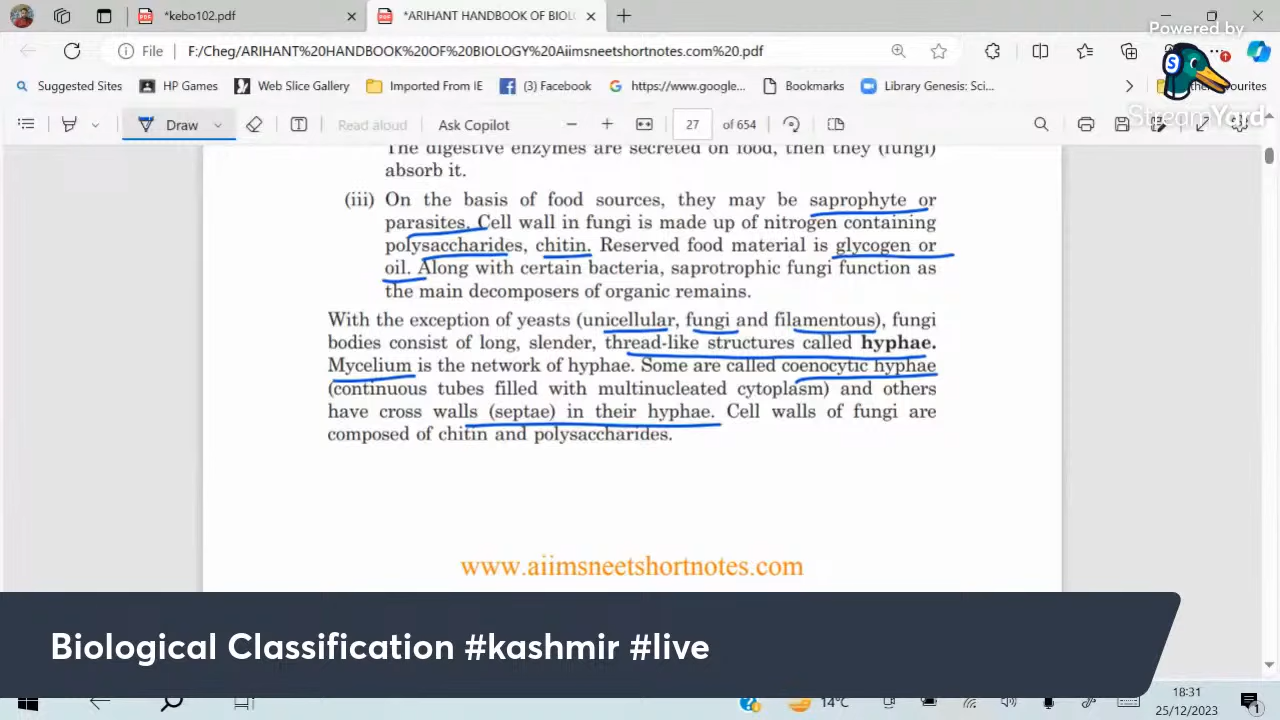 *kebo102.pdf
*ARIHANT HANDBOOK OF BIOL
Powered by
StreamYard
File F:/Cheg/ARIHANT%20HANDBOOK%20OF%20BIOLOGY%20Aiimsneetshortnotes.com%20.pdf
Suggested Sites HP Games Web Slice Gallery Imported From IE (3) Facebook https://www.google... Bookmarks Library Genesis: Sci...
Draw Read aloud Ask Copilot 27 of 654
The digestive enzymes are secreted on food, then they (fungi)
absorb it.
(iii) On the basis of food sources, they may be saprophyte or
parasites. Cell wall in fungi is made up of nitrogen containing
polysaccharides, chitin. Reserved food material is glycogen or
oil. Along with certain bacteria, saprotrophic fungi function as
the main decomposers of organic remains.
With the exception of yeasts (unicellular, fungi and filamentous), fungi
bodies consist of long, slender, thread-like structures called hyphae.
Mycelium is the network of hyphae. Some are called coenocytic hyphae
(continuous tubes filled with multinucleated cytoplasm) and others
have cross walls (septae) in their hyphae. Cell walls of fungi are
composed of chitin and polysaccharides.
www.aiimsneetshortnotes.com
Biological Classification #kashmir #live
14°C
18:31
25/12/2023